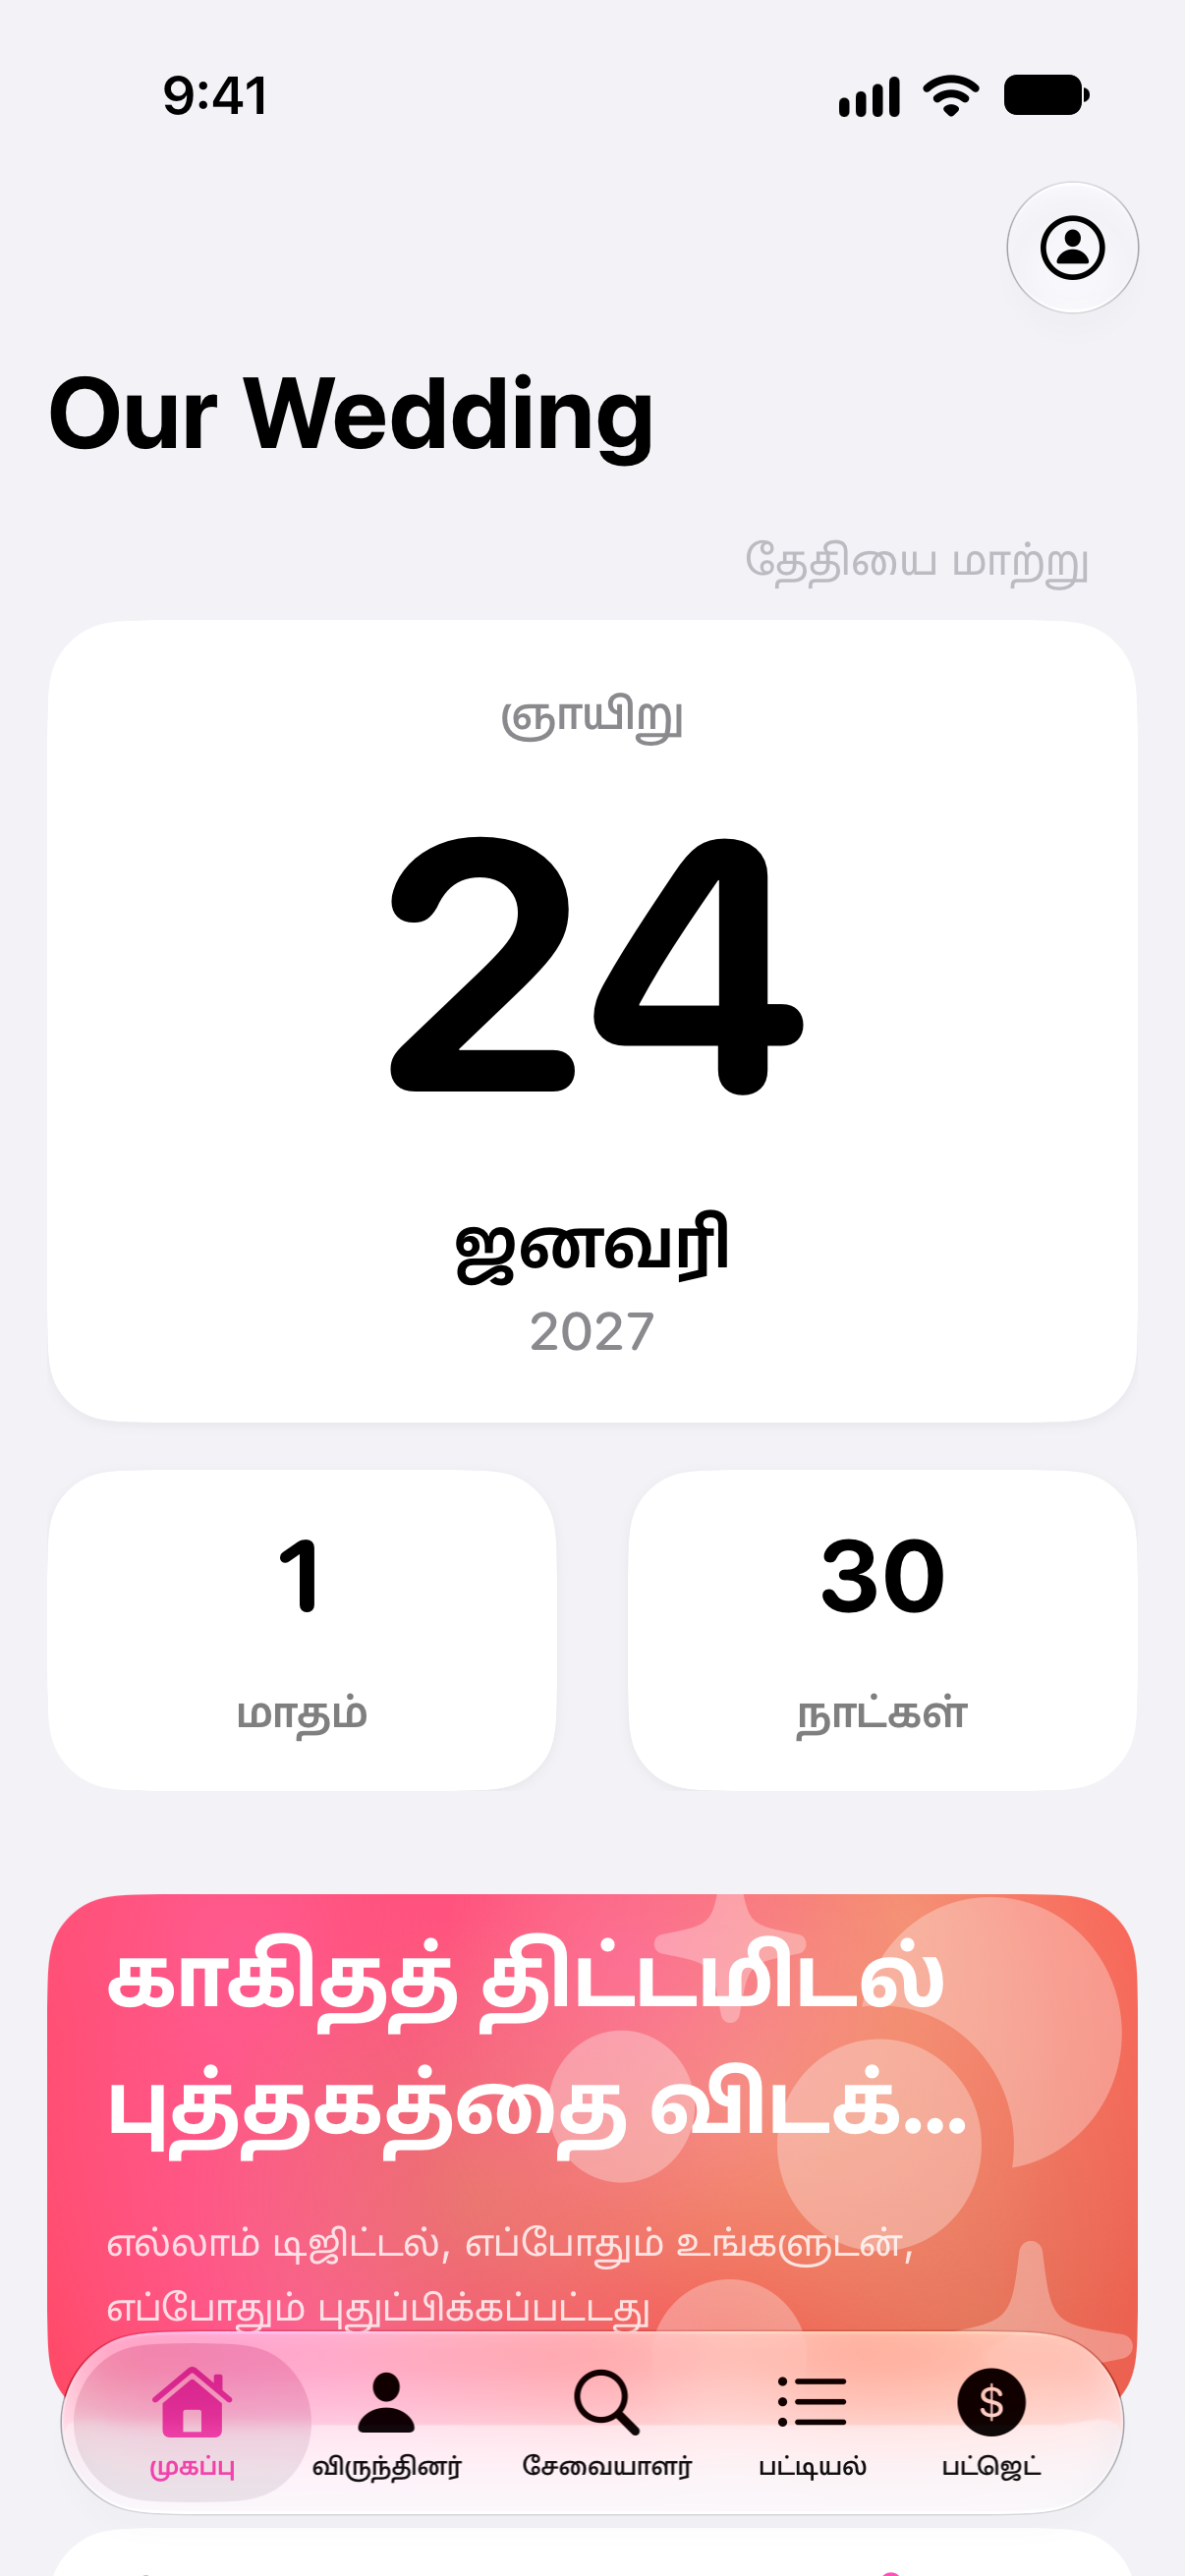 9:41
Our Wedding
தேதியை மாற்று
ஞாயிறு
24
ஜனவரி
2027
1
மாதம்
30
நாட்கள்
காகிதத் திட்டமிடல்
புத்தகத்தை விடக்...
எல்லாம் டிஜிட்டல், எப்போதும் உங்களுடன்,
எப்போதும் புதுப்பிக்கப்பட்டது
முகப்பு
விருந்தினர்
சேவையாளர்
பட்டியல்
பட்ஜெட்